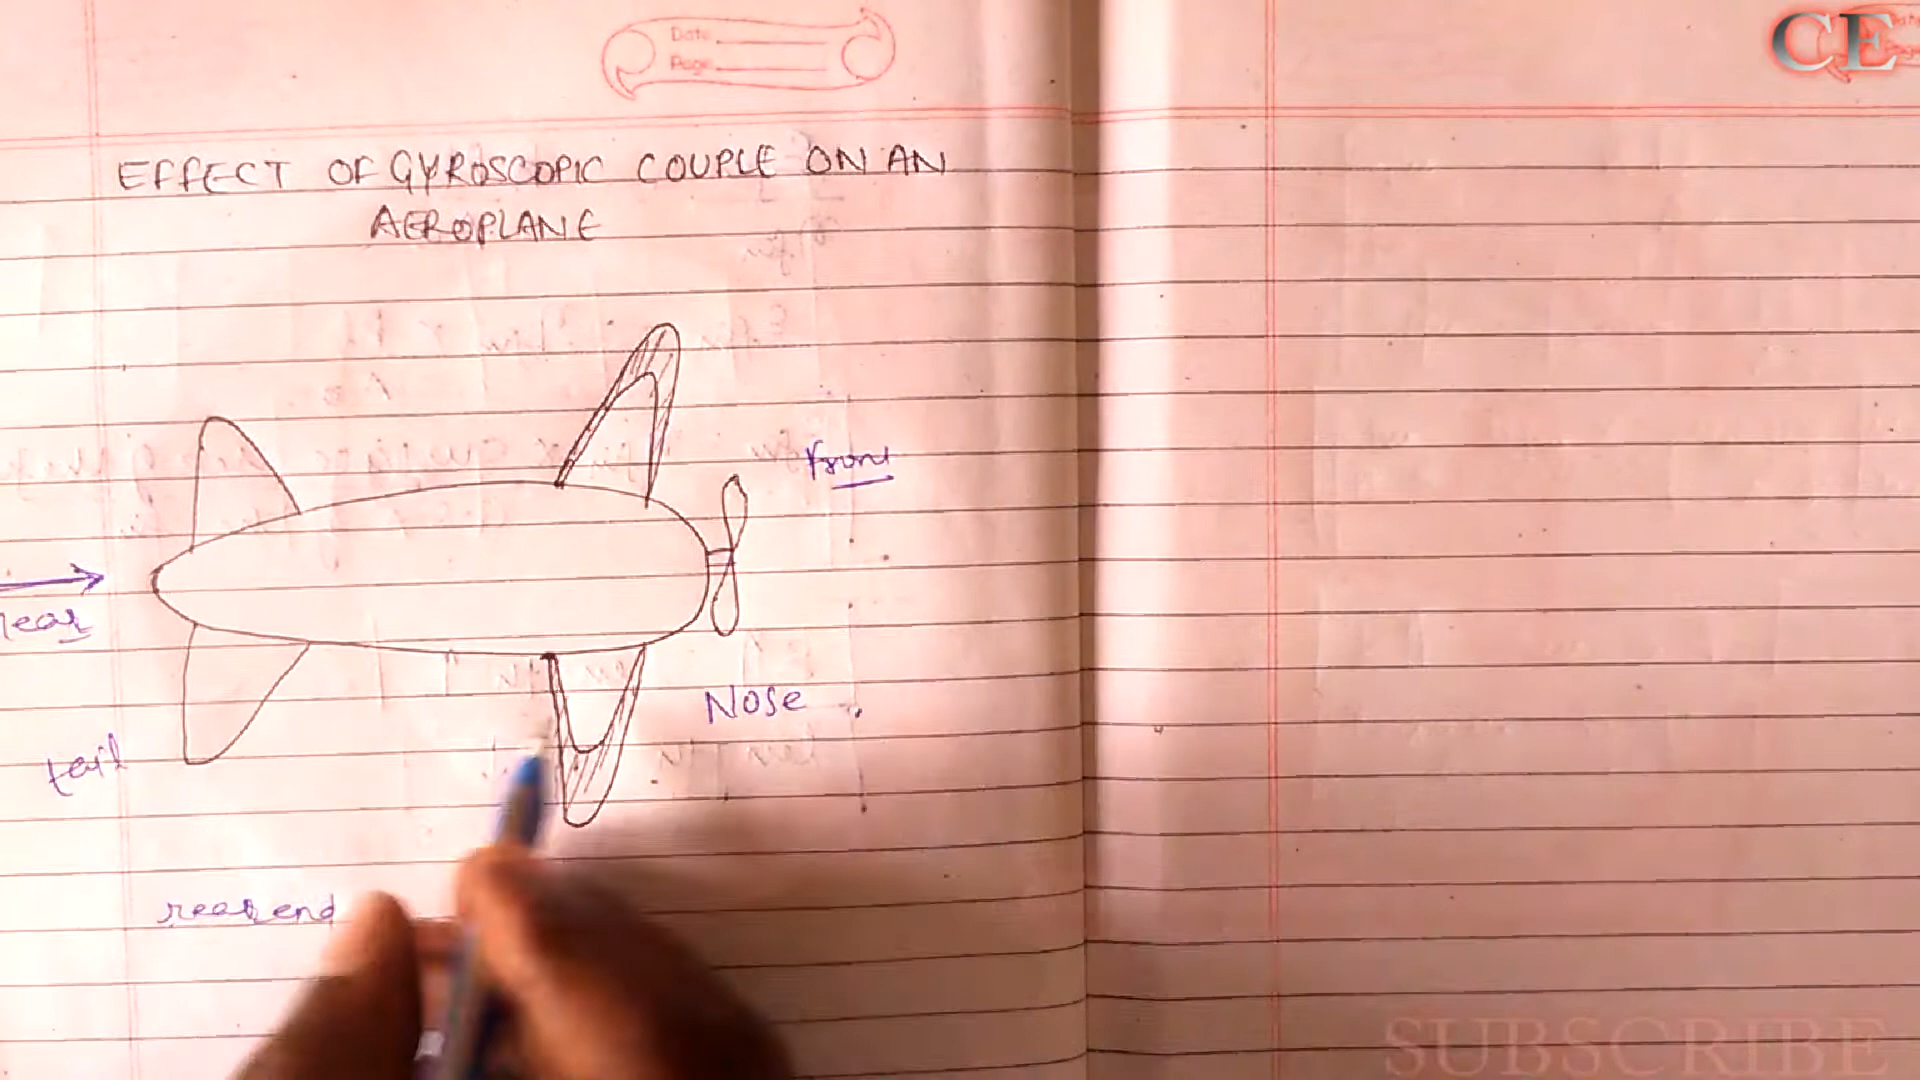 Date
Page
CE
EFFECT OF GYROSCOPIC COUPLE ON AN
AEROPLANE
front
rear
Nose
tail
rear end
SUBSCRIBE